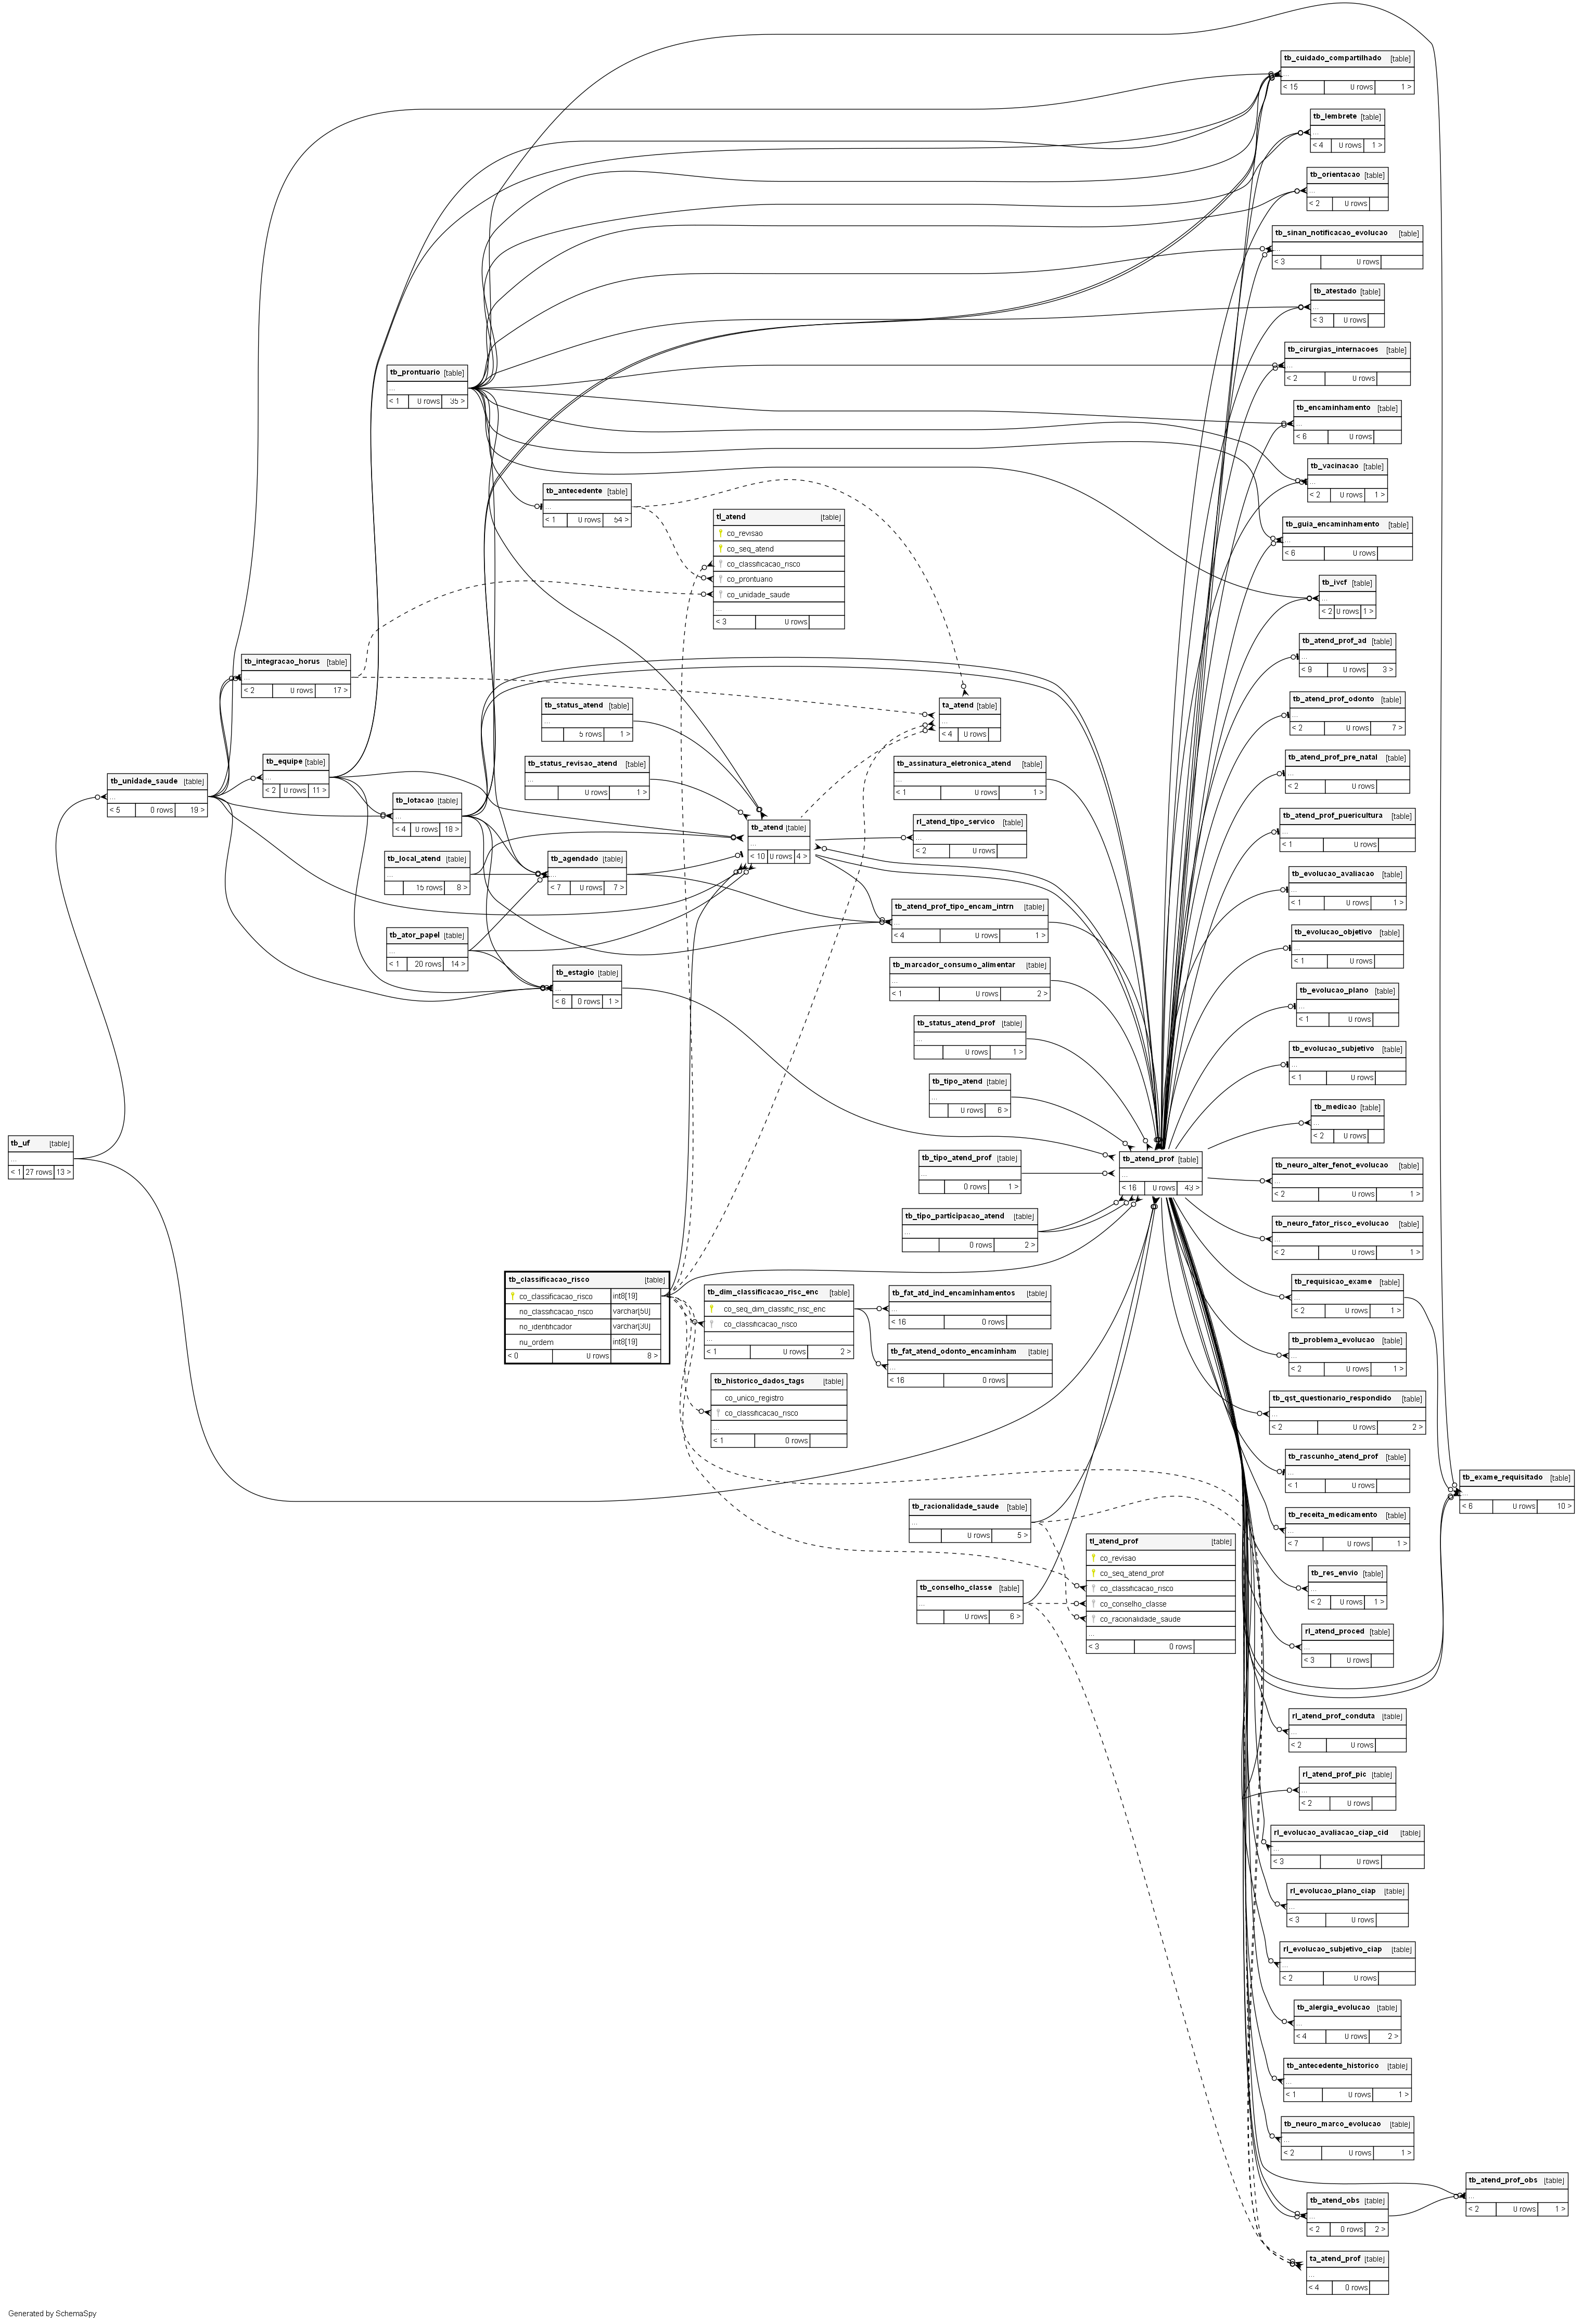 tb_cuidado_compartilhado [table]
...
< 15 0 rows 1 >
tb_lembrete [table]
...
< 4 0 rows 1 >
tb_orientacao [table]
...
< 2 0 rows
tb_sinan_notificacao_evolucao [table]
...
< 3 0 rows
tb_atestado [table]
...
< 3 0 rows
tb_cirurgias_internacoes [table]
...
< 2 0 rows
tb_prontuario [table]
...
< 1 0 rows 35 >
tb_encaminhamento [table]
...
< 6 0 rows
tb_vacinacao [table]
...
< 2 0 rows 1 >
tb_antecedente [table]
...
< 1 0 rows 54 >
tl_atend [table]
co_revisao
co_seq_atend
co_classificacao_risco
co_prontuario
co_unidade_saude
...
< 3 0 rows
tb_guia_encaminhamento [table]
...
< 6 0 rows
tb_ivcf [table]
...
< 2 0 rows 1 >
tb_atend_prof_ad [table]
...
< 9 0 rows 3 >
tb_integracao_horus [table]
...
< 2 0 rows 17 >
tb_status_atend [table]
...
5 rows 1 >
ta_atend [table]
...
< 4 0 rows
tb_atend_prof_odonto [table]
...
< 2 0 rows 7 >
tb_equipe [table]
...
< 2 0 rows 11 >
tb_status_revisao_atend [table]
...
0 rows 1 >
tb_assinatura_eletronica_atend [table]
...
< 1 0 rows 1 >
tb_atend_prof_pre_natal [table]
...
< 2 0 rows
tb_unidade_saude [table]
...
< 5 0 rows 19 >
tb_lotacao [table]
...
< 4 0 rows 18 >
tb_atend [table]
...
< 10 0 rows 4 >
rl_atend_tipo_servico [table]
...
< 2 0 rows
tb_atend_prof_puericultura [table]
...
< 1 0 rows
tb_local_atend [table]
...
15 rows 8 >
tb_agendado [table]
...
< 7 0 rows 7 >
tb_evolucao_avaliacao [table]
...
< 1 0 rows 1 >
tb_atend_prof_tipo_encam_intrn [table]
...
< 4 0 rows 1 >
tb_ator_papel [table]
...
< 1 20 rows 14 >
tb_evolucao_objetivo [table]
...
< 1 0 rows
tb_estagio [table]
...
< 6 0 rows 1 >
tb_marcador_consumo_alimentar [table]
...
< 1 0 rows 2 >
tb_evolucao_plano [table]
...
< 1 0 rows
tb_status_atend_prof [table]
...
0 rows 1 >
tb_evolucao_subjetivo [table]
...
< 1 0 rows
tb_tipo_atend [table]
...
0 rows 6 >
tb_medicao [table]
...
< 2 0 rows
tb_uf [table]
...
< 1 27 rows 13 >
tb_tipo_atend_prof [table]
...
0 rows 1 >
tb_atend_prof [table]
...
< 16 0 rows 43 >
tb_neuro_alter_fenot_evolucao [table]
...
< 2 0 rows 1 >
tb_tipo_participacao_atend [table]
...
0 rows 2 >
tb_neuro_fator_risco_evolucao [table]
...
< 2 0 rows 1 >
tb_classificacao_risco [table]
co_classificacao_risco int8[19]
no_classificacao_risco varchar[50]
no_identificador varchar[30]
nu_ordem int8[19]
< 0 0 rows 8 >
tb_dim_classificacao_risc_enc [table]
co_seq_dim_classific_risc_enc
co_classificacao_risco
...
< 1 0 rows 2 >
tb_fat_atd_ind_encaminhamentos [table]
...
< 16 0 rows
tb_requisicao_exame [table]
...
< 2 0 rows 1 >
tb_fat_atend_odonto_encaminham [table]
...
< 16 0 rows
tb_problema_evolucao [table]
...
< 2 0 rows 1 >
tb_historico_dados_tags [table]
co_unico_registro
co_classificacao_risco
...
< 1 0 rows
tb_qst_questionario_respondido [table]
...
< 2 0 rows 2 >
tb_rascunho_atend_prof [table]
...
< 1 0 rows
tb_exame_requisitado [table]
...
< 6 0 rows 10 >
tb_racionalidade_saude [table]
...
0 rows 5 >
tb_receita_medicamento [table]
...
< 7 0 rows 1 >
tl_atend_prof [table]
co_revisao
co_seq_atend_prof
co_classificacao_risco
co_conselho_classe
co_racionalidade_saude
...
< 3 0 rows
tb_conselho_classe [table]
...
0 rows 6 >
tb_res_envio [table]
...
< 2 0 rows 1 >
rl_atend_proced [table]
...
< 3 0 rows
rl_atend_prof_conduta [table]
...
< 2 0 rows
rl_atend_prof_pic [table]
...
< 2 0 rows
rl_evolucao_avaliacao_ciap_cid [table]
...
< 3 0 rows
rl_evolucao_plano_ciap [table]
...
< 3 0 rows
rl_evolucao_subjetivo_ciap [table]
...
< 2 0 rows
tb_alergia_evolucao [table]
...
< 4 0 rows 2 >
tb_antecedente_historico [table]
...
< 1 0 rows 1 >
tb_neuro_marco_evolucao [table]
...
< 2 0 rows 1 >
tb_atend_prof_obs [table]
...
< 2 0 rows 1 >
tb_atend_obs [table]
...
< 2 0 rows 2 >
ta_atend_prof [table]
...
< 4 0 rows
Generated by SchemaSpy